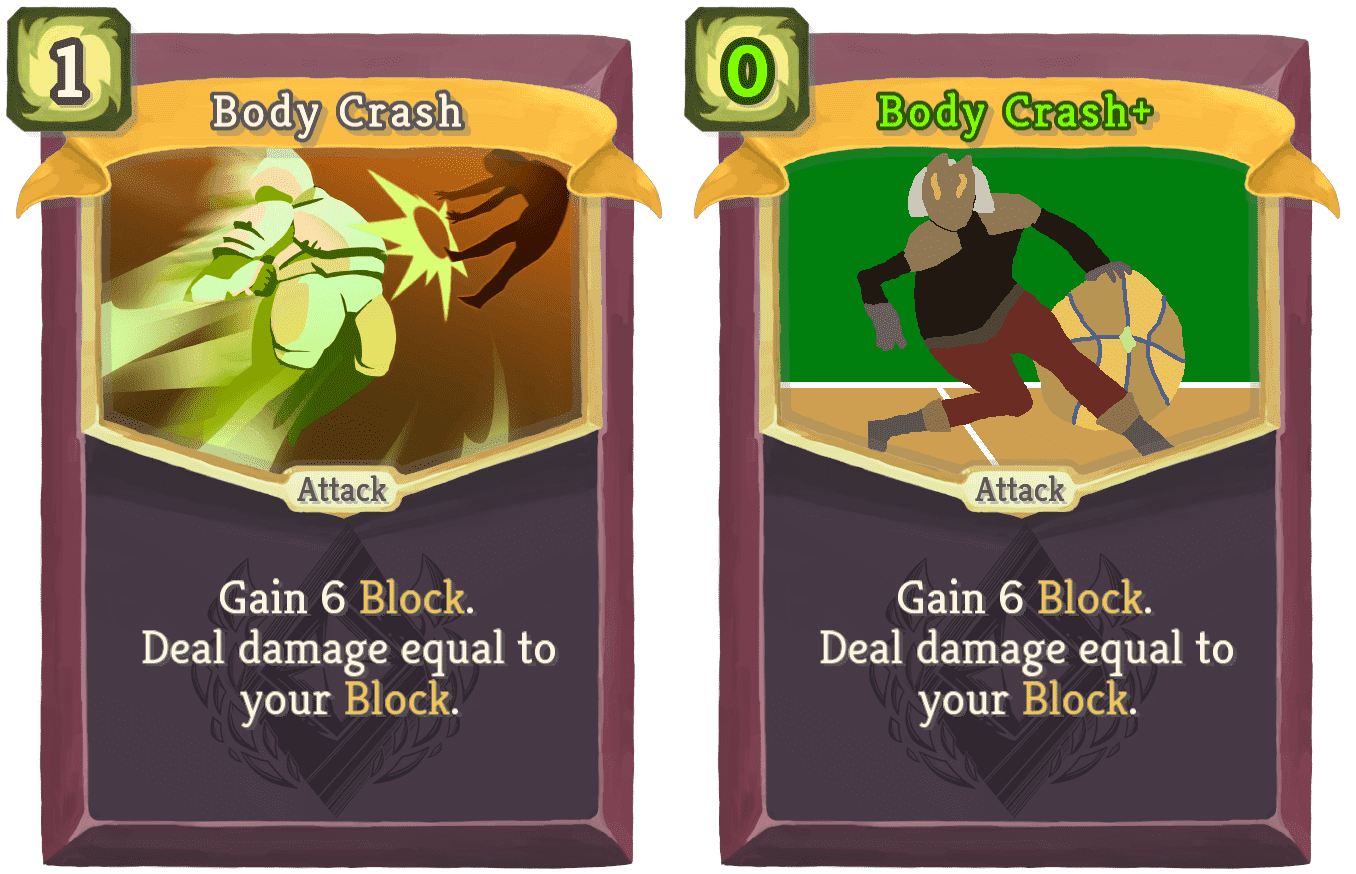 1
Body Crash
Attack
Gain 6 Block.
Deal damage equal to
your Block.
0
Body Crash+
Attack
Gain 6 Block.
Deal damage equal to
your Block.